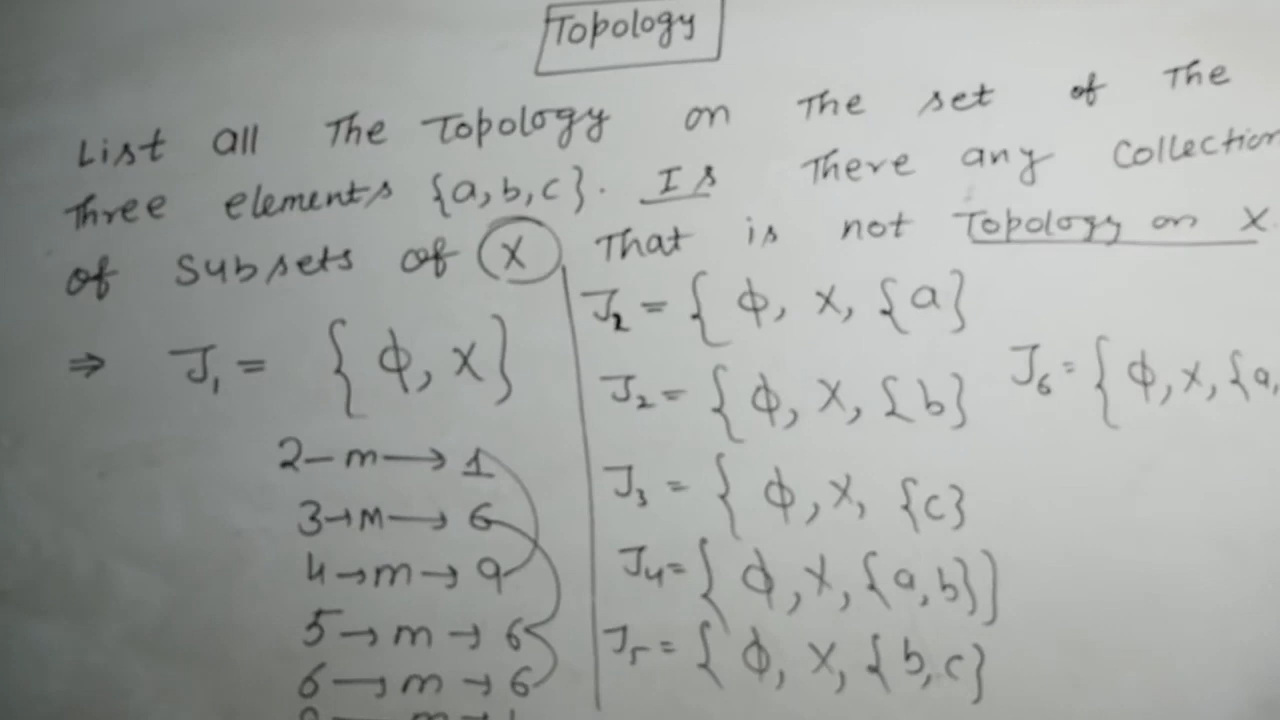 Topology
List all The Topology on The set of The
Three elements {a, b, c}. Is There any Collection
of Subsets of X That is not Topology on X.
⇒ J₁ = { ϕ, X }
2 – m → 1
3 → m → 6
4 → m → 9
5 → m → 6
6 → m → 6
J₂ = { ϕ, X, {a}
J₂ = { ϕ, X, {b}
J₃ = { ϕ, X, {c}
J₄ = { ϕ, X, {a, b}}
J₅ = { ϕ, X, {b, c}
J₆ = { ϕ, X, {a,